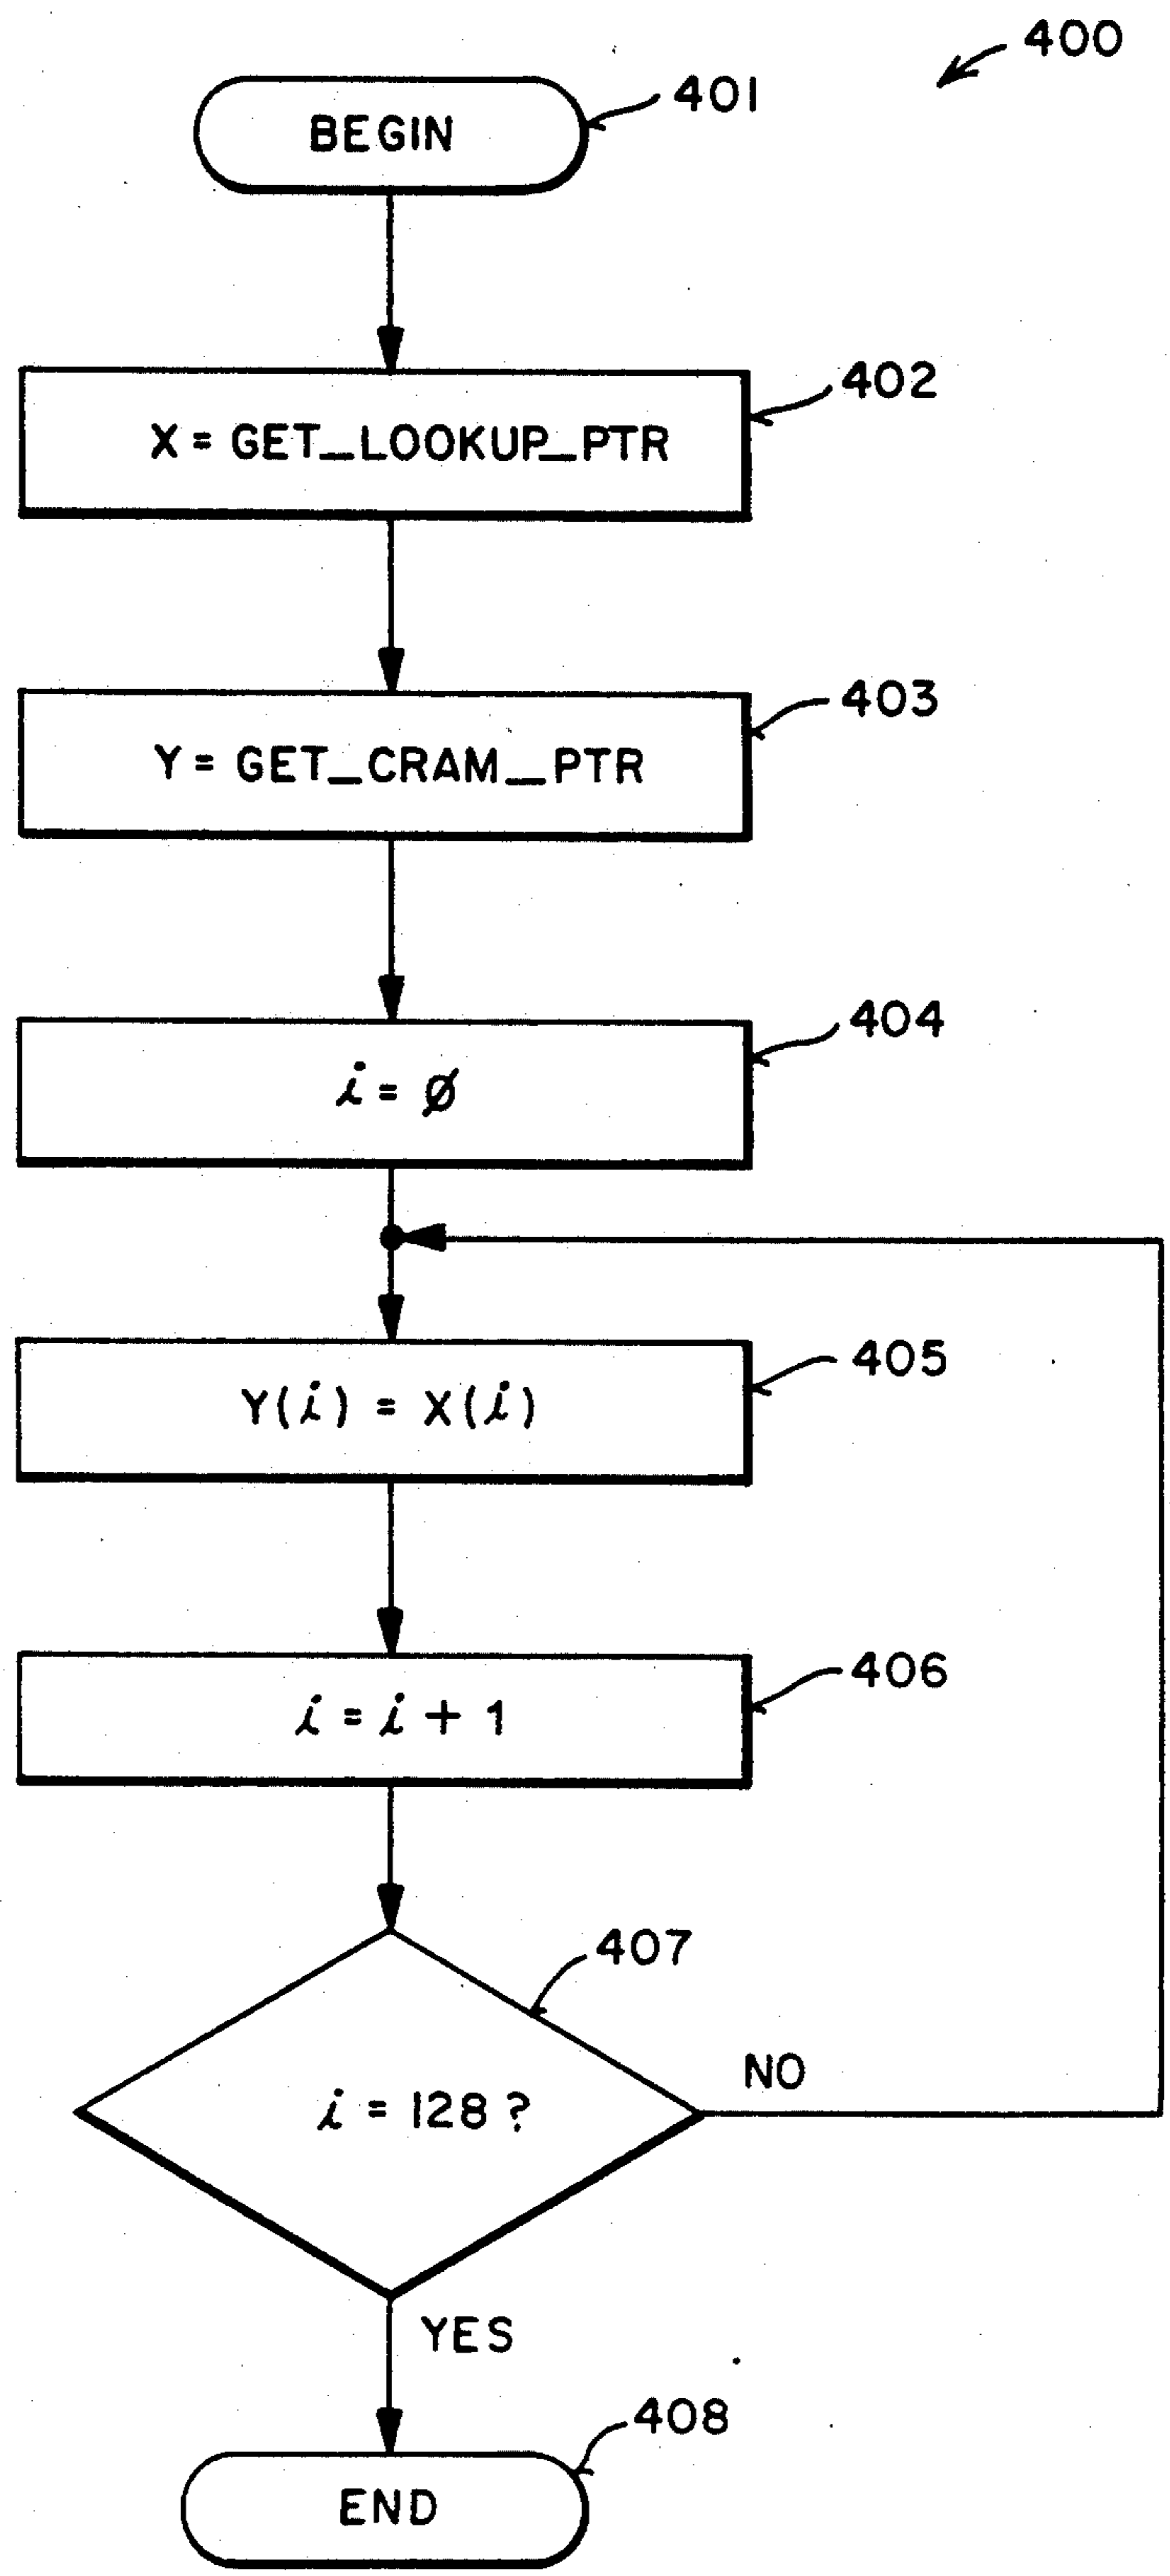 400
BEGIN
401
X = GET_LOOKUP_PTR
402
Y = GET_CRAM_PTR
403
i = Ø
404
Y(i) = X(i)
405
i = i + 1
406
407
i = 128 ?
NO
YES
408
END